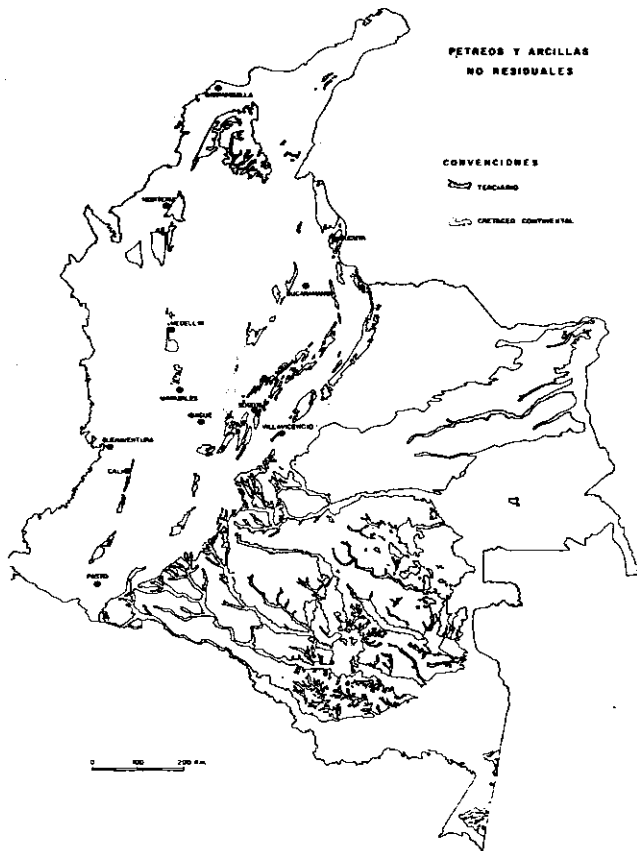 PETREOS Y ARCILLAS
NO RESIDUALES
BARRANQUILLA
CONVENCIONES
TERCIARIO
MONTERIA
CRETACEO CONTINENTAL
CUCUTA
BUCARAMANGA
MEDELLIN
MANIZALES
BOGOTA
IBAGUE
VILLAVICENCIO
BUENAVENTURA
CALI
PASTO
0 100 200 Km.